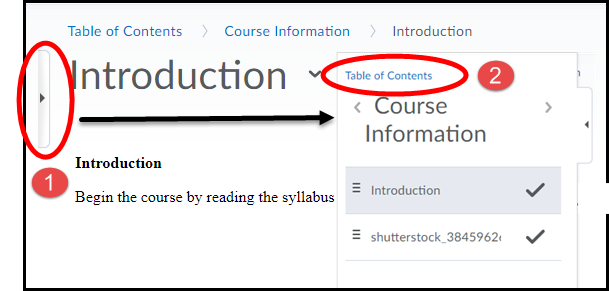 Table of Contents > Course Information > Introduction
Introduction
Table of Contents
2
< Course >
Information
1
Introduction
Begin the course by reading the syllabus
Introduction
shutterstock_3845962